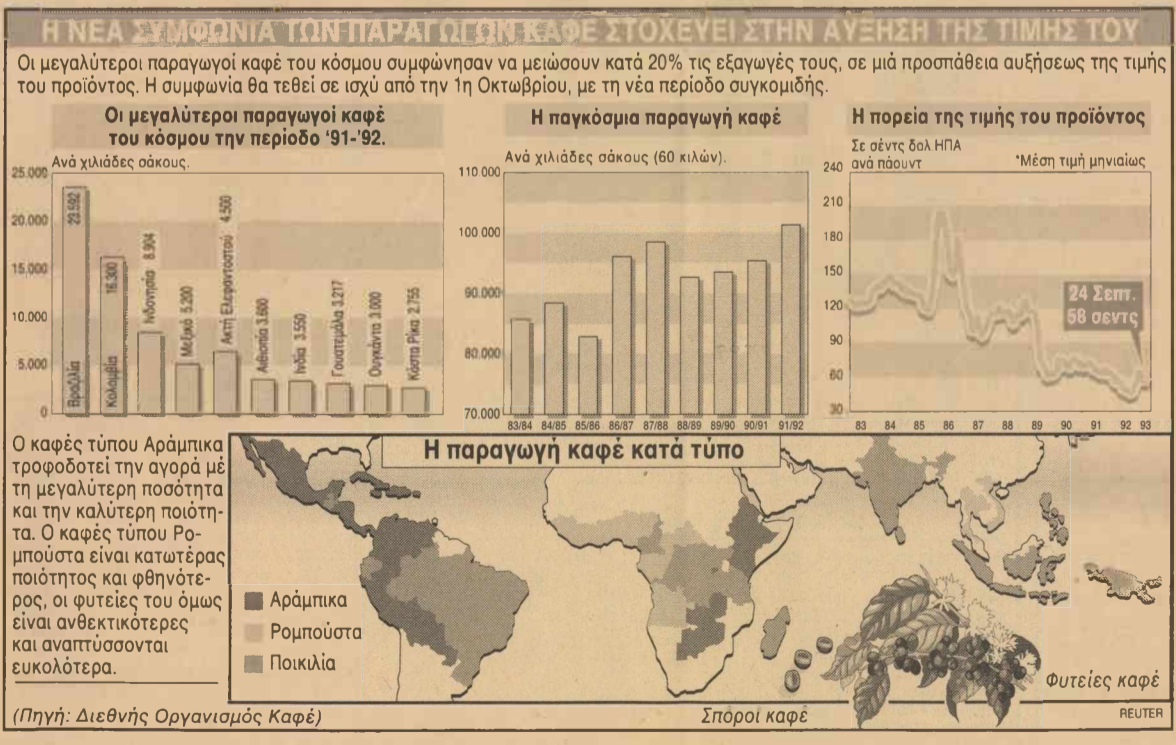 Η ΝΕΑ ΣΥΜΦΩΝΙΑ ΤΩΝ ΠΑΡΑΓΩΓΩΝ ΚΑΦΕ ΣΤΟΧΕΥΕΙ ΣΤΗΝ ΑΥΞΗΣΗ ΤΗΣ ΤΙΜΗΣ ΤΟΥ
Οι μεγαλύτεροι παραγωγοί καφέ του κόσμου συμφώνησαν να μειώσουν κατά 20% τις εξαγωγές τους, σε μιά προσπάθεια αυξήσεως της τιμής
του προϊόντος. Η συμφωνία θα τεθεί σε ισχύ από την 1η Οκτωβρίου, με τη νέα περίοδο συγκομιδής.
Οι μεγαλύτεροι παραγωγοί καφέ
του κόσμου την περίοδο '91-'92.
Ανά χιλιάδες σάκους.
25.000
20.000
15.000
10.000
5.000
0
Βραζιλία 23.592
Κολομβία 16.300
Ινδονησία 8.904
Μεξικό 5.200
Ακτή Ελεφαντοστού 4.500
Αιθιοπία 3.600
Ινδία 3.550
Γουατεμάλα 3.217
Ουγκάντα 3.000
Κόστα Ρίκα 2.755
Η παγκόσμια παραγωγή καφέ
Ανά χιλιάδες σάκους (60 κιλών).
110.000
100.000
90.000
80.000
70.000
83/84 84/85 85/86 86/87 87/88 88/89 89/90 90/91 91/92
Η πορεία της τιμής του προϊόντος
Σε σέντς δολ ΗΠΑ
ανά πάουντ
*Μέση τιμή μηνιαίως
240
210
180
150
120
90
60
30
24 Σεπτ.
58 σεντς
83 84 85 86 87 88 89 90 91 92 93
Ο καφές τύπου Αράμπικα
τροφοδοτεί την αγορά μέ
τη μεγαλύτερη ποσότητα
και την καλύτερη ποιότη-
τα. Ο καφές τύπου Ρο-
μπούστα είναι κατωτέρας
ποιότητος και φθηνότε-
ρος, οι φυτείες του όμως
είναι ανθεκτικότερες
και αναπτύσσονται
ευκολότερα.
Η παραγωγή καφέ κατά τύπο
Αράμπικα
Ρομπούστα
Ποικιλία
Φυτείες καφέ
(Πηγή: Διεθνής Οργανισμός Καφέ)
Σπόροι καφέ
REUTER